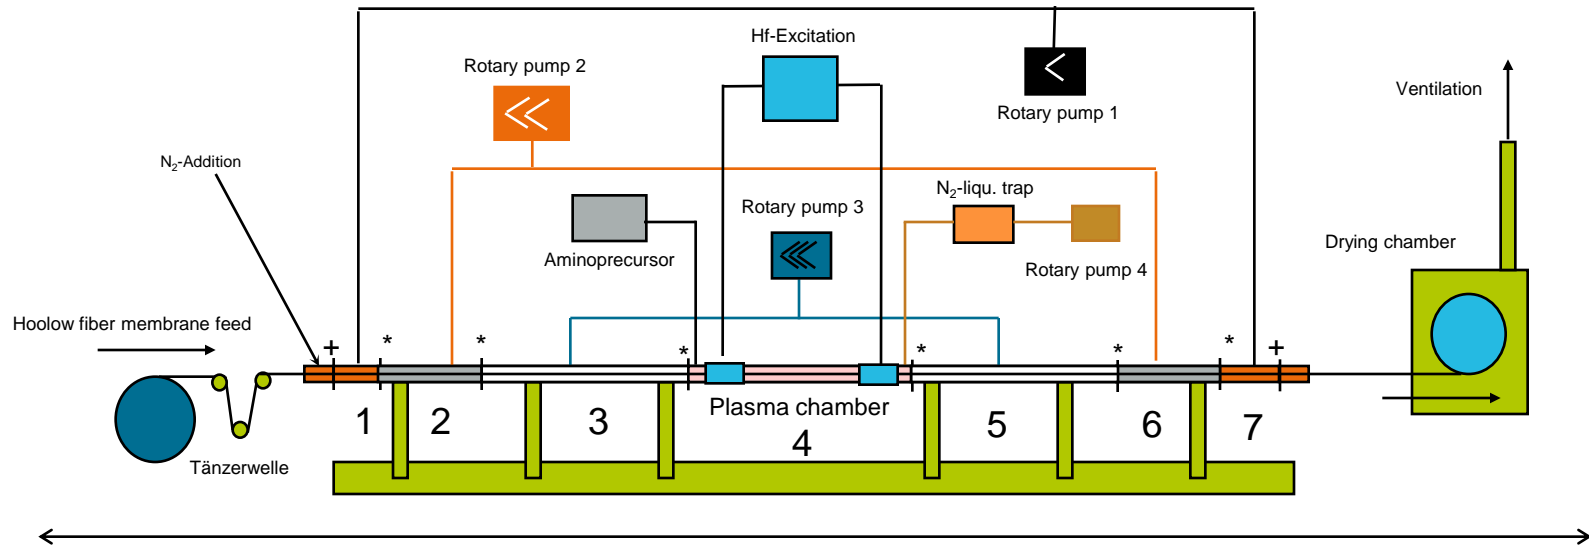 Hf-Excitation
Rotary pump 2
Rotary pump 1
Ventilation
N₂-Addition
N₂-liqu. trap
Rotary pump 3
Aminoprecursor
Rotary pump 4
Drying chamber
Hoolow fiber membrane feed
+ * * * * * * +
Plasma chamber
1 2 3 4 5 6 7
Tänzerwelle